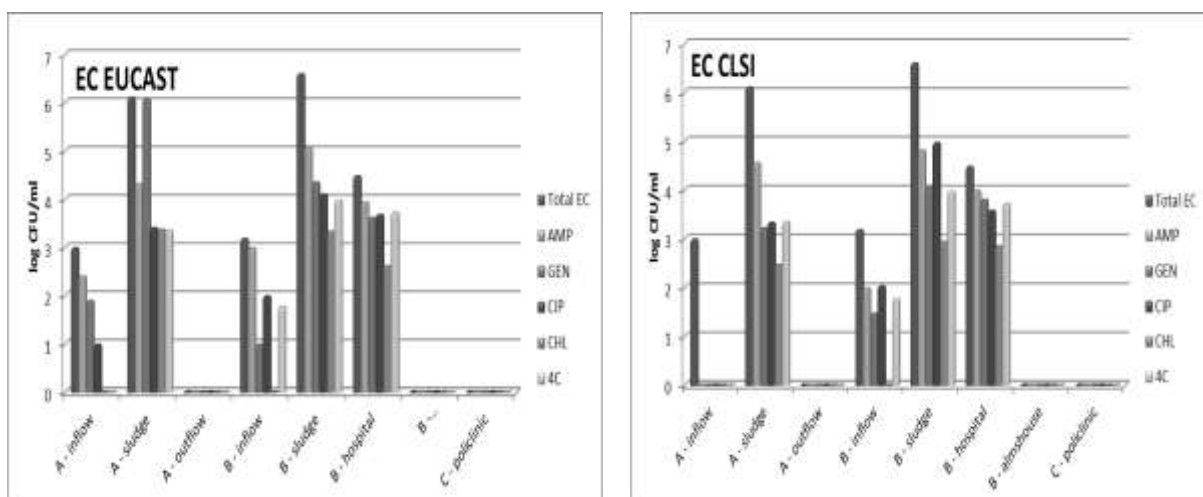 EC EUCAST
log CFU/ml
7
6
5
4
3
2
1
0
A - inflow
A - sludge
A - outflow
B - inflow
B - sludge
B - hospital
B -...
C - policlinic
Total EC
AMP
GEN
CIP
CHL
4C
EC CLSI
log CFU/ml
7
6
5
4
3
2
1
0
A - inflow
A - sludge
A - outflow
B - inflow
B - sludge
B - hospital
B - almshouse
C - policlinic
Total EC
AMP
GEN
CIP
CHL
4C